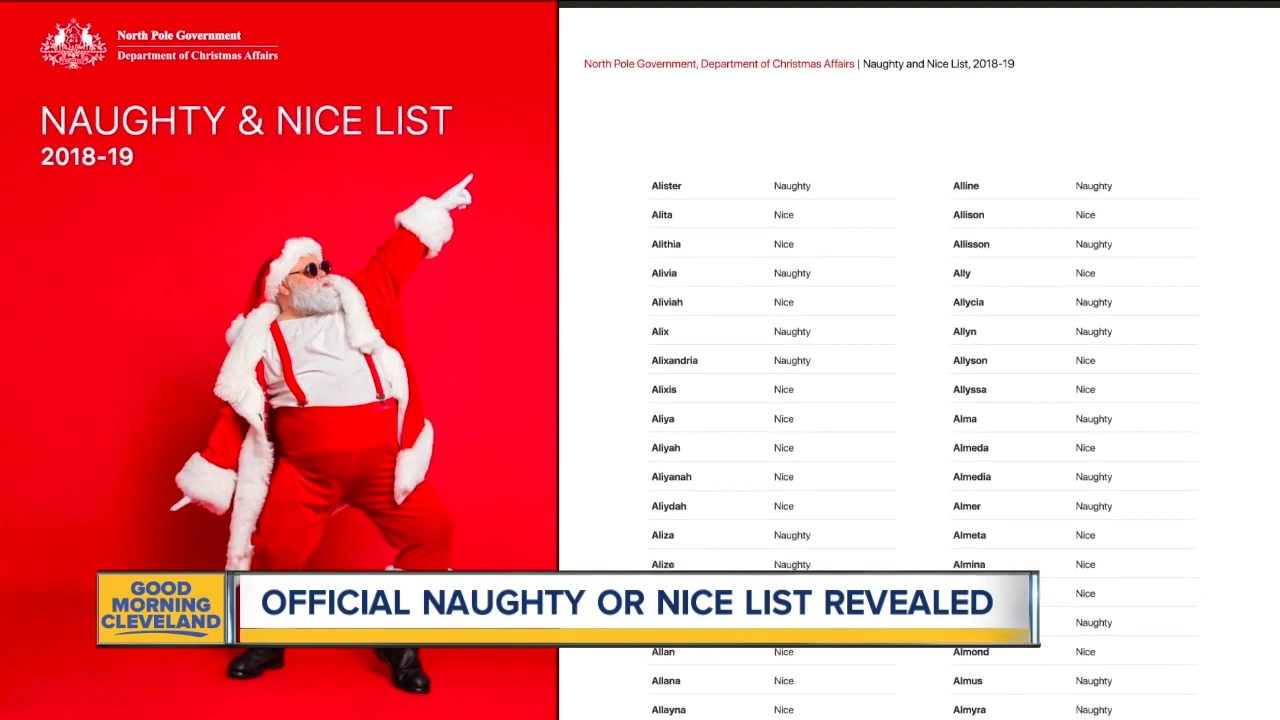 North Pole Government
Department of Christmas Affairs
NAUGHTY & NICE LIST
2018-19
North Pole Government, Department of Christmas Affairs | Naughty and Nice List, 2018-19
Alister Naughty
Alita Nice
Alithia Nice
Alivia Naughty
Aliviah Nice
Alix Naughty
Alixandria Naughty
Alixis Nice
Aliya Nice
Aliyah Nice
Aliyanah Nice
Aliydah Nice
Aliza Naughty
Alize Naughty
Allan Nice
Allana Nice
Allayna Nice
Alline Naughty
Allison Nice
Allisson Naughty
Ally Nice
Allycia Naughty
Allyn Naughty
Allyson Nice
Allyssa Nice
Alma Naughty
Almeda Nice
Almedia Naughty
Almer Naughty
Almeta Nice
Almina Nice
Nice
Naughty
Almond Nice
Almus Naughty
Almyra Naughty
GOOD
MORNING
CLEVELAND
OFFICIAL NAUGHTY OR NICE LIST REVEALED